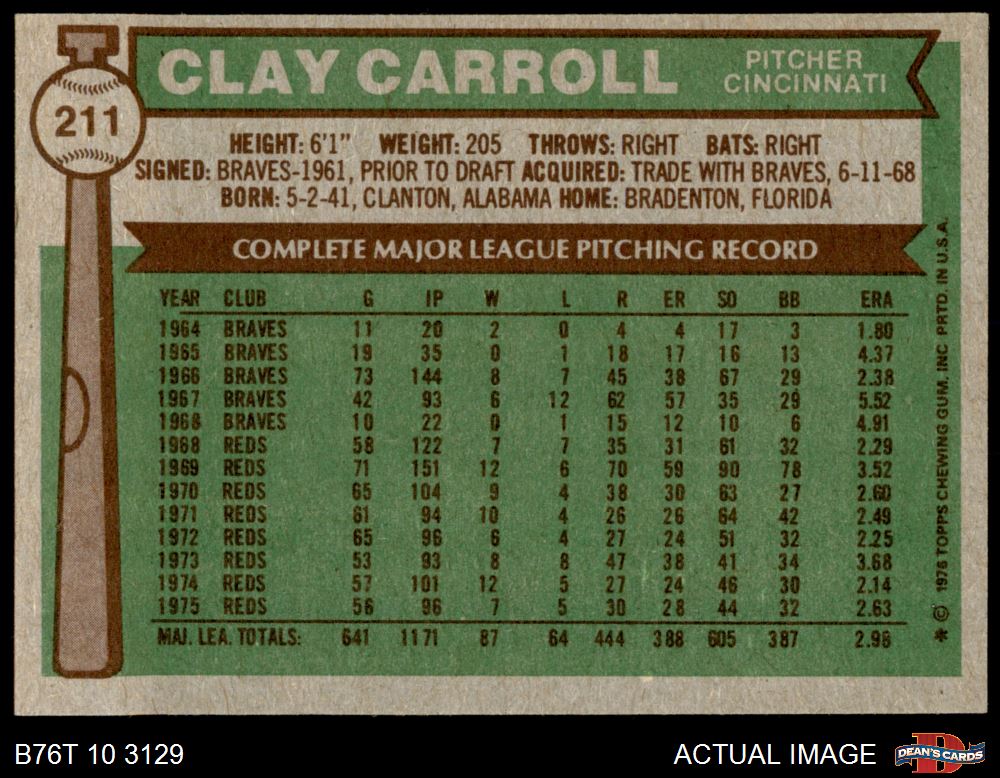 211
CLAY CARROLL
PITCHER
CINCINNATI
HEIGHT: 6'1" WEIGHT: 205 THROWS: RIGHT BATS: RIGHT
SIGNED: BRAVES-1961, PRIOR TO DRAFT ACQUIRED: TRADE WITH BRAVES, 6-11-68
BORN: 5-2-41, CLANTON, ALABAMA HOME: BRADENTON, FLORIDA
COMPLETE MAJOR LEAGUE PITCHING RECORD
YEAR CLUB G IP W L R ER SO BB ERA
1964 BRAVES 11 20 2 0 4 4 17 3 1.80
1965 BRAVES 19 35 0 1 18 17 16 13 4.37
1966 BRAVES 73 144 8 7 45 38 67 29 2.38
1967 BRAVES 42 93 6 12 62 57 35 29 5.52
1968 BRAVES 10 22 0 1 15 12 10 6 4.91
1968 REDS 58 122 7 7 35 31 61 32 2.29
1969 REDS 71 151 12 6 70 59 90 78 3.52
1970 REDS 65 104 9 4 38 30 63 27 2.60
1971 REDS 61 94 10 4 26 26 64 42 2.49
1972 REDS 65 96 6 4 27 24 51 32 2.25
1973 REDS 53 93 8 8 47 38 41 34 3.68
1974 REDS 57 101 12 5 27 24 46 30 2.14
1975 REDS 56 96 7 5 30 28 44 32 2.63
MAJ. LEA. TOTALS: 641 1171 87 64 444 388 605 387 2.98
* © 1976 TOPPS CHEWING GUM, INC. PRTD. IN U.S.A.
B76T 10 3129
ACTUAL IMAGE
DEAN'S CARDS